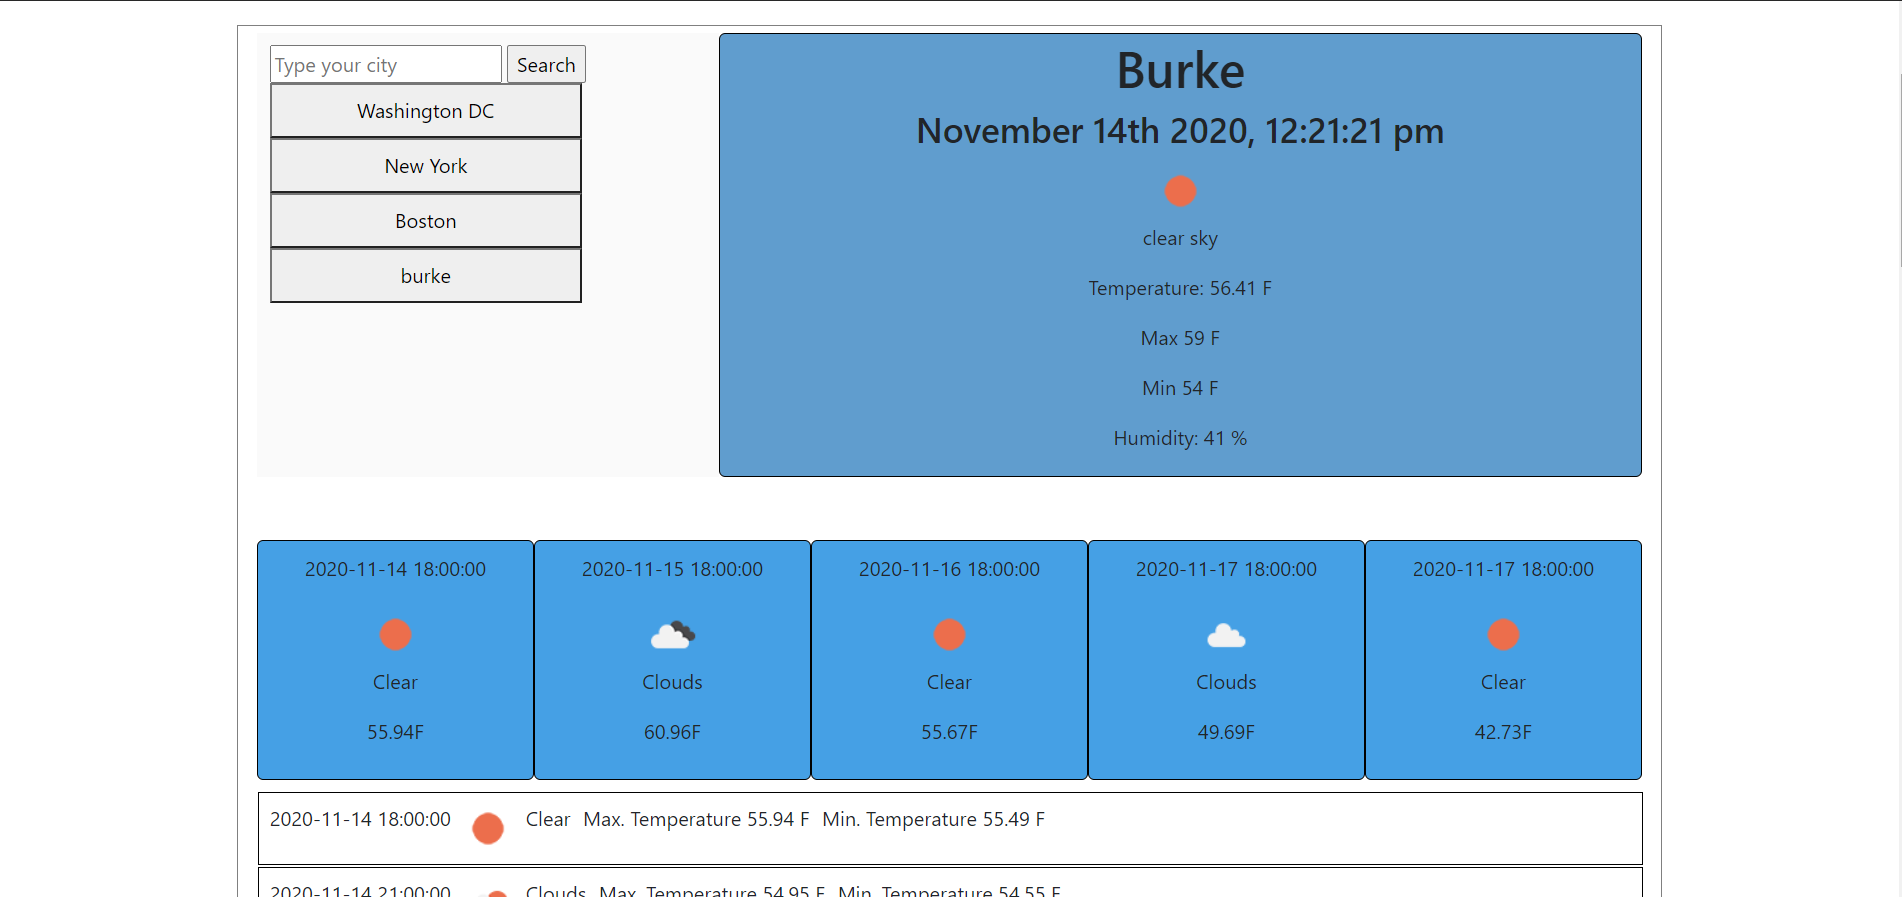 Type your city Search
Washington DC
New York
Boston
burke
Burke
November 14th 2020, 12:21:21 pm
clear sky
Temperature: 56.41 F
Max 59 F
Min 54 F
Humidity: 41 %
2020-11-14 18:00:00
Clear
55.94F
2020-11-15 18:00:00
Clouds
60.96F
2020-11-16 18:00:00
Clear
55.67F
2020-11-17 18:00:00
Clouds
49.69F
2020-11-17 18:00:00
Clear
42.73F
2020-11-14 18:00:00 Clear Max. Temperature 55.94 F Min. Temperature 55.49 F
2020-11-14 21:00:00 Clouds Max. Temperature 54.95 F Min. Temperature 54.55 F